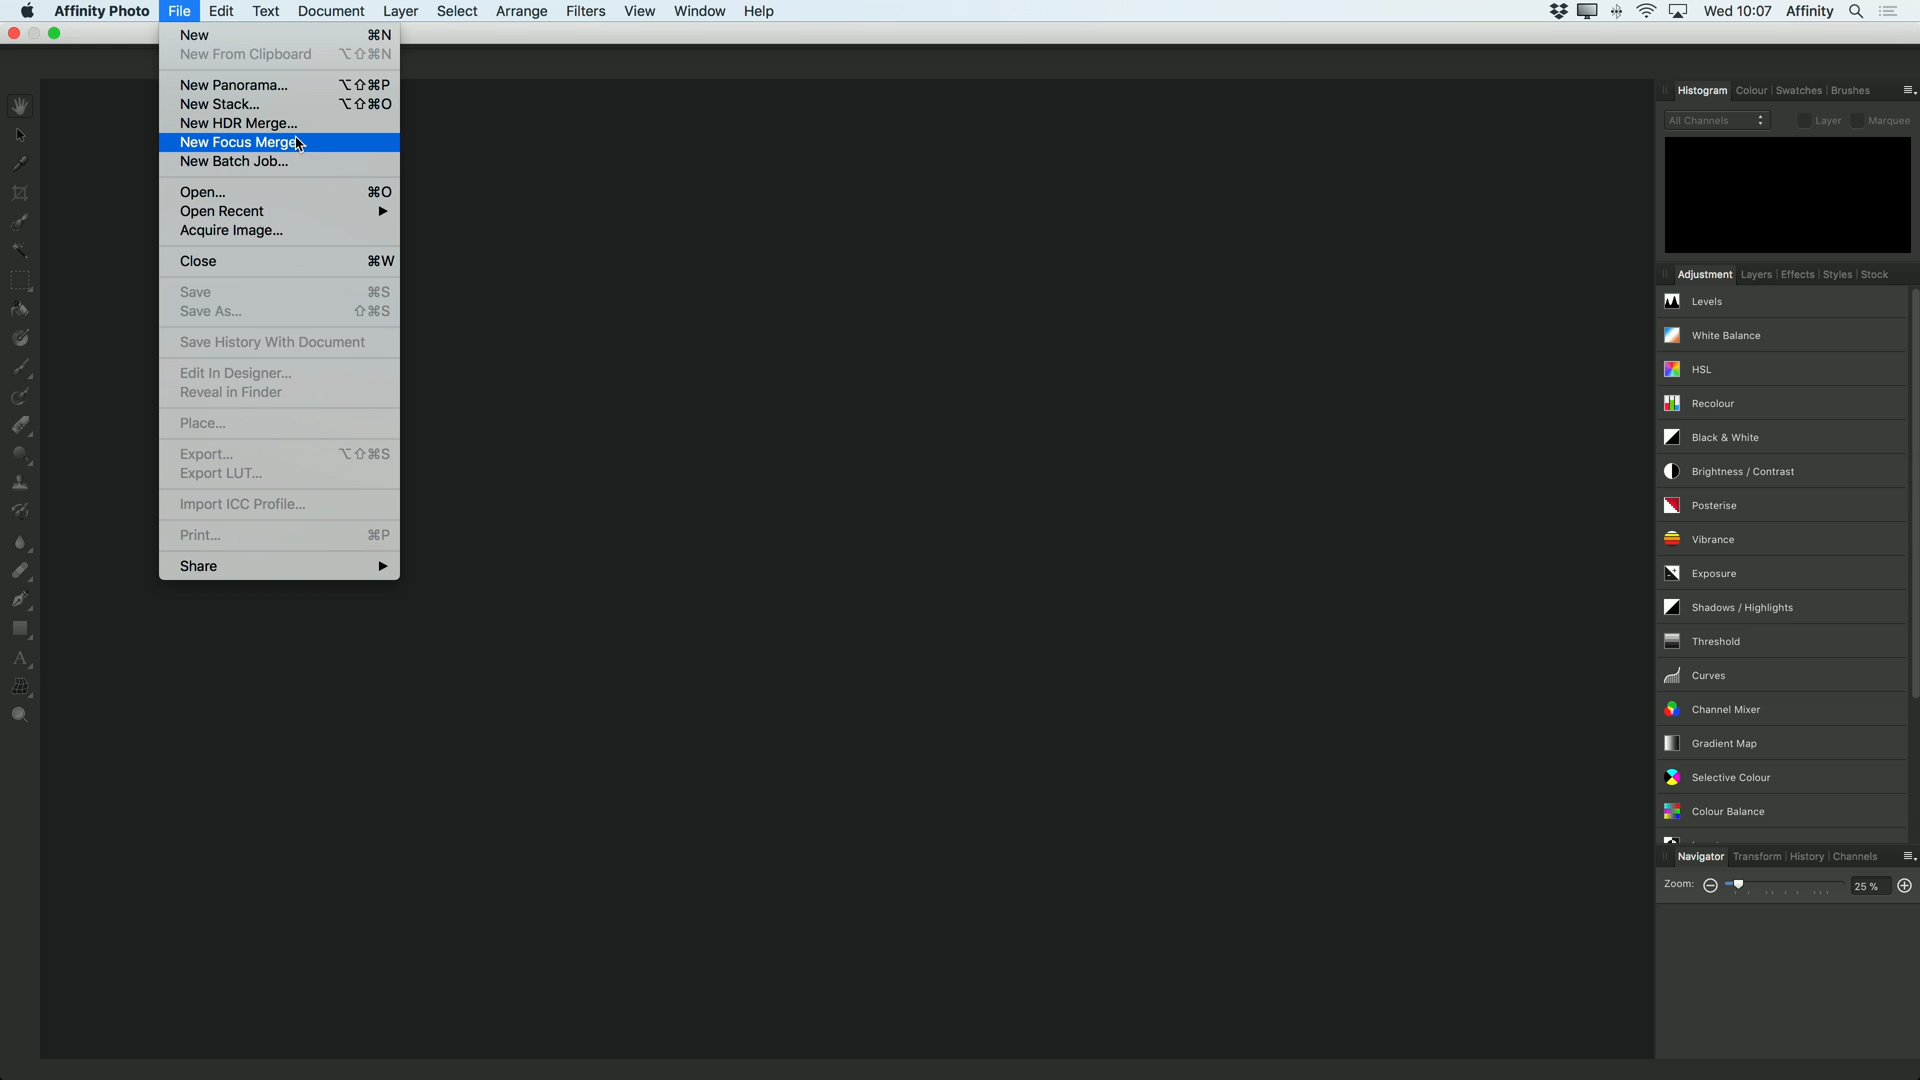 Affinity Photo File Edit Text Document Layer Select Arrange Filters View Window Help Wed 10:07 Affinity
New ⌘N
New From Clipboard ⌥⇧⌘N
New Panorama... ⌥⇧⌘P
New Stack... ⌥⇧⌘O
New HDR Merge...
New Focus Merge
New Batch Job...
Open... ⌘O
Open Recent ▶
Acquire Image...
Close ⌘W
Save ⌘S
Save As... ⇧⌘S
Save History With Document
Edit In Designer...
Reveal in Finder
Place...
Export... ⌥⇧⌘S
Export LUT...
Import ICC Profile...
Print... ⌘P
Share ▶
Histogram Colour Swatches Brushes
All Channels Layer Marquee
Adjustment Layers Effects Styles Stock
Levels
White Balance
HSL
Recolour
Black & White
Brightness / Contrast
Posterise
Vibrance
Exposure
Shadows / Highlights
Threshold
Curves
Channel Mixer
Gradient Map
Selective Colour
Colour Balance
Navigator Transform History Channels
Zoom: 25 %